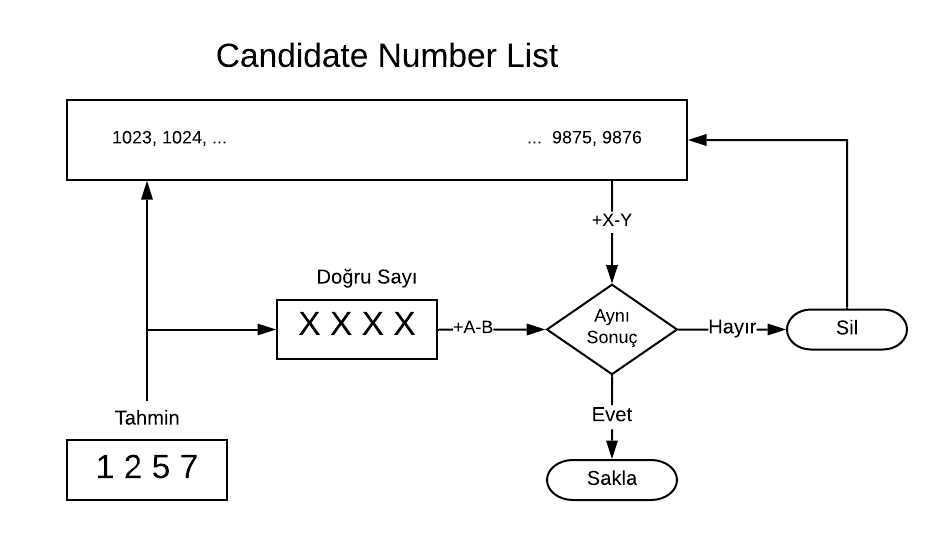 Candidate Number List
1023, 1024, ...
... 9875, 9876
+X-Y
Doğru Sayı
X X X X
+A-B
Aynı
Sonuç
Hayır
Sil
Tahmin
1 2 5 7
Evet
Sakla